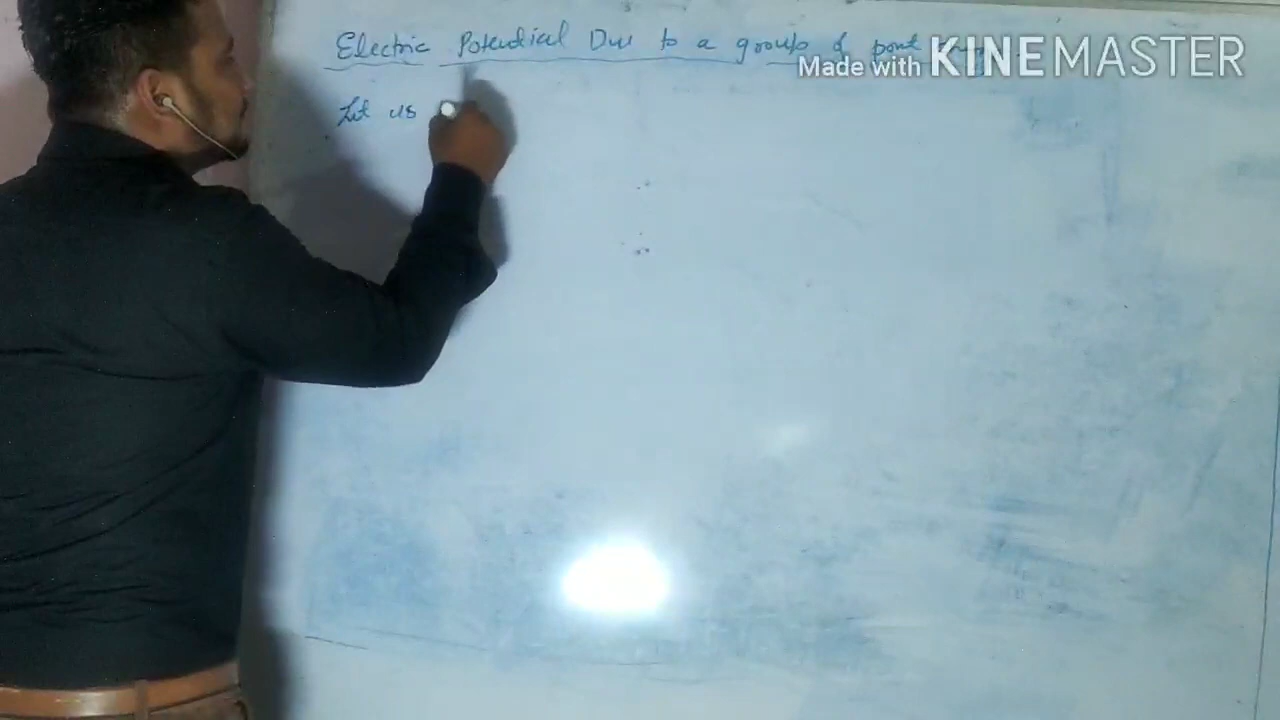 Electric Potential Due to a group of point
Made with KINEMASTER
Let us